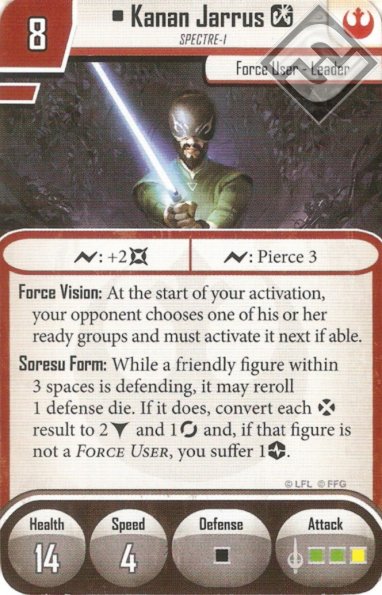 8
Kanan Jarrus
SPECTRE-1
Force User - Leader
: +2
: Pierce 3
Force Vision: At the start of your activation,
your opponent chooses one of his or her
ready groups and must activate it next if able.
Soresu Form: While a friendly figure within
3 spaces is defending, it may reroll
1 defense die. If it does, convert each
result to 2 and 1 and, if that figure is
not a FORCE USER, you suffer 1.
© LFL © FFG
Health Speed Defense Attack
14 4